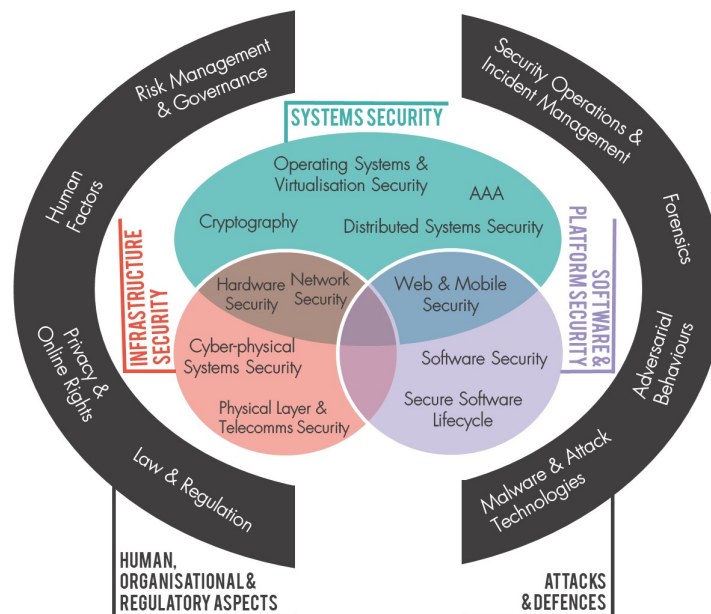 Risk Management
& Governance
Human
Factors
Privacy &
Online Rights
Law & Regulation
HUMAN,
ORGANISATIONAL &
REGULATORY ASPECTS
SYSTEMS SECURITY
Operating Systems &
Virtualisation Security
AAA
Cryptography
Distributed Systems Security
INFRASTRUCTURE
SECURITY
Hardware
Security
Network
Security
Web & Mobile
Security
Cyber-physical
Systems Security
Physical Layer &
Telecomms Security
Software Security
Secure Software
Lifecycle
SOFTWARE &
PLATFORM SECURITY
Security Operations &
Incident Management
Forensics
Adversarial
Behaviours
Malware & Attack
Technologies
ATTACKS
& DEFENCES